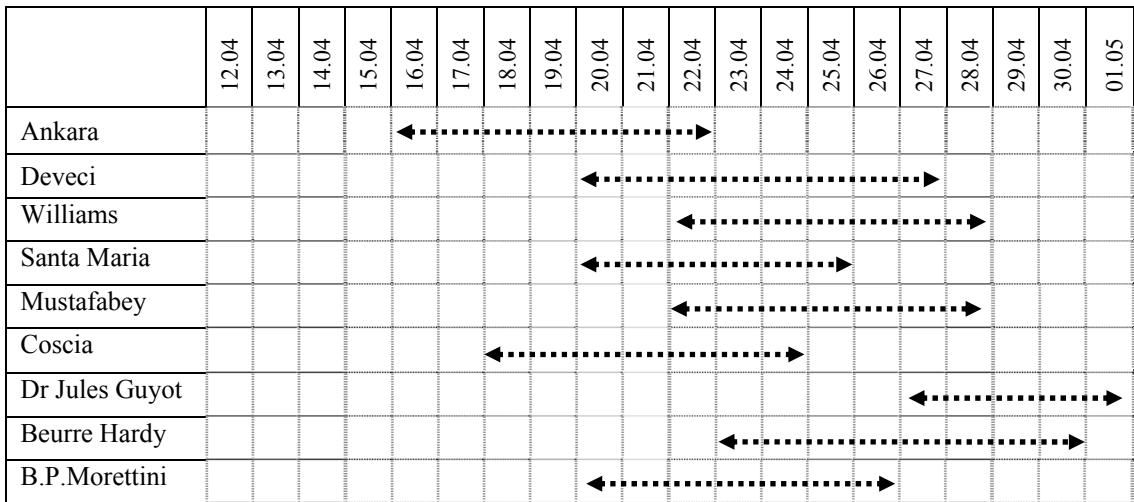 12.04 13.04 14.04 15.04 16.04 17.04 18.04 19.04 20.04 21.04 22.04 23.04 24.04 25.04 26.04 27.04 28.04 29.04 30.04 01.05
Ankara
Deveci
Williams
Santa Maria
Mustafabey
Coscia
Dr Jules Guyot
Beurre Hardy
B.P.Morettini